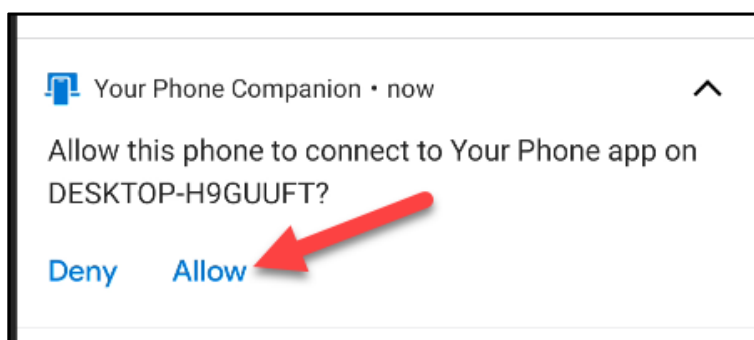 Your Phone Companion • now
Allow this phone to connect to Your Phone app on
DESKTOP-H9GUUFT?
Deny Allow